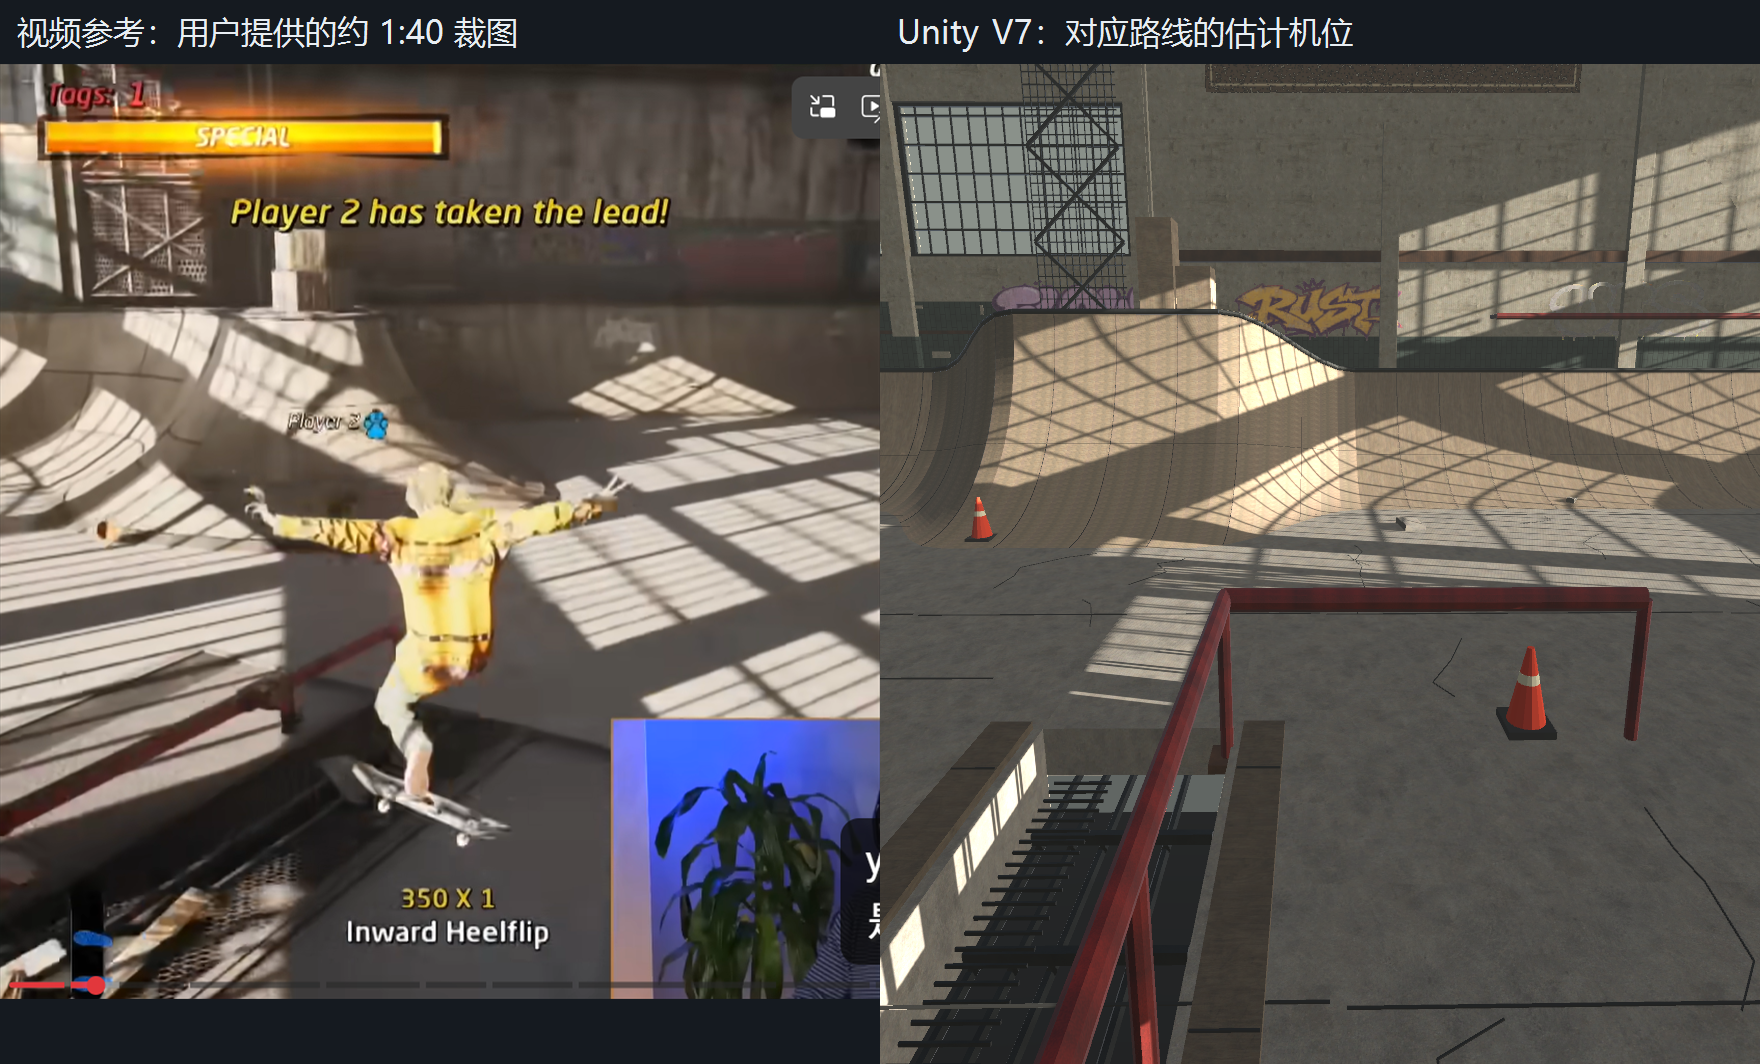 视频参考：用户提供的约 1:40 裁图
Unity V7：对应路线的估计机位
Tags: 1
SPECIAL
Player 2 has taken the lead!
Player 2
RUST
350 X 1
Inward Heelflip